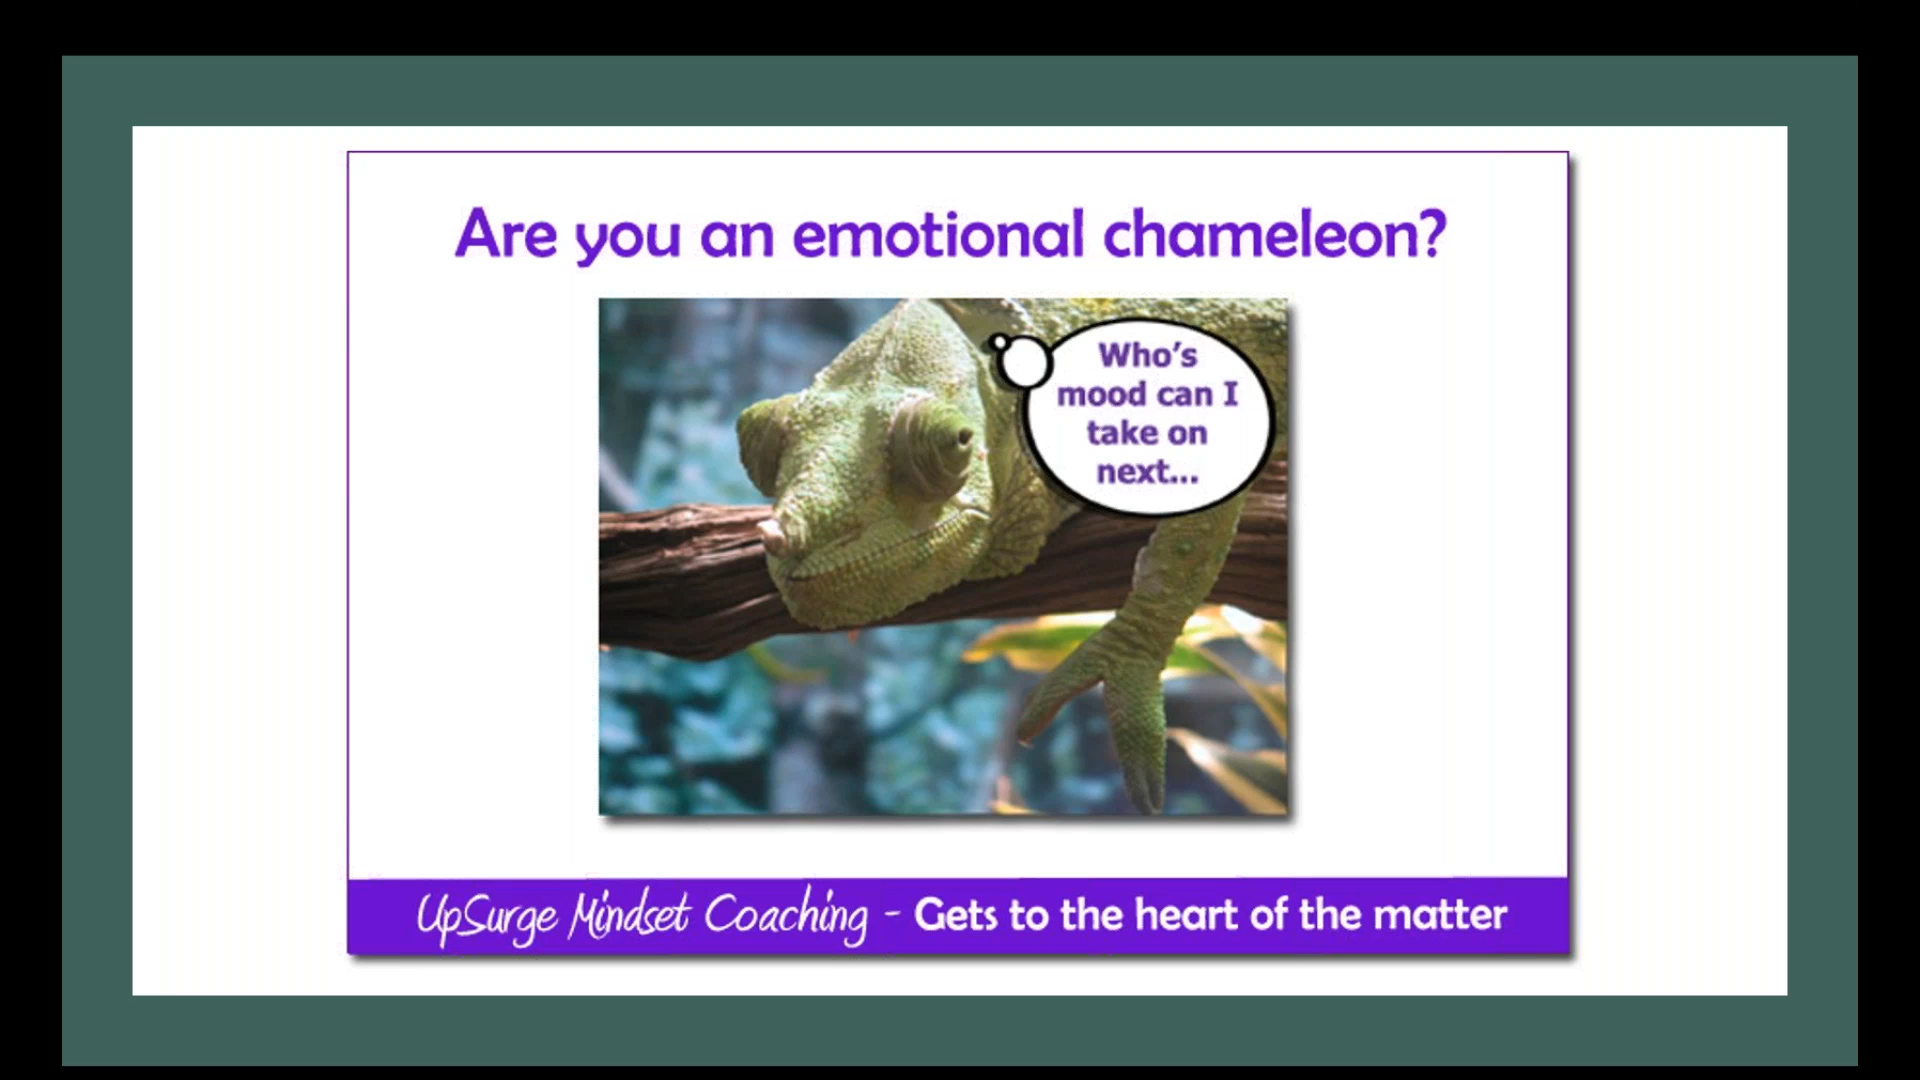 Are you an emotional chameleon?
Who's
mood can I
take on
next...
UpSurge Mindset Coaching - Gets to the heart of the matter